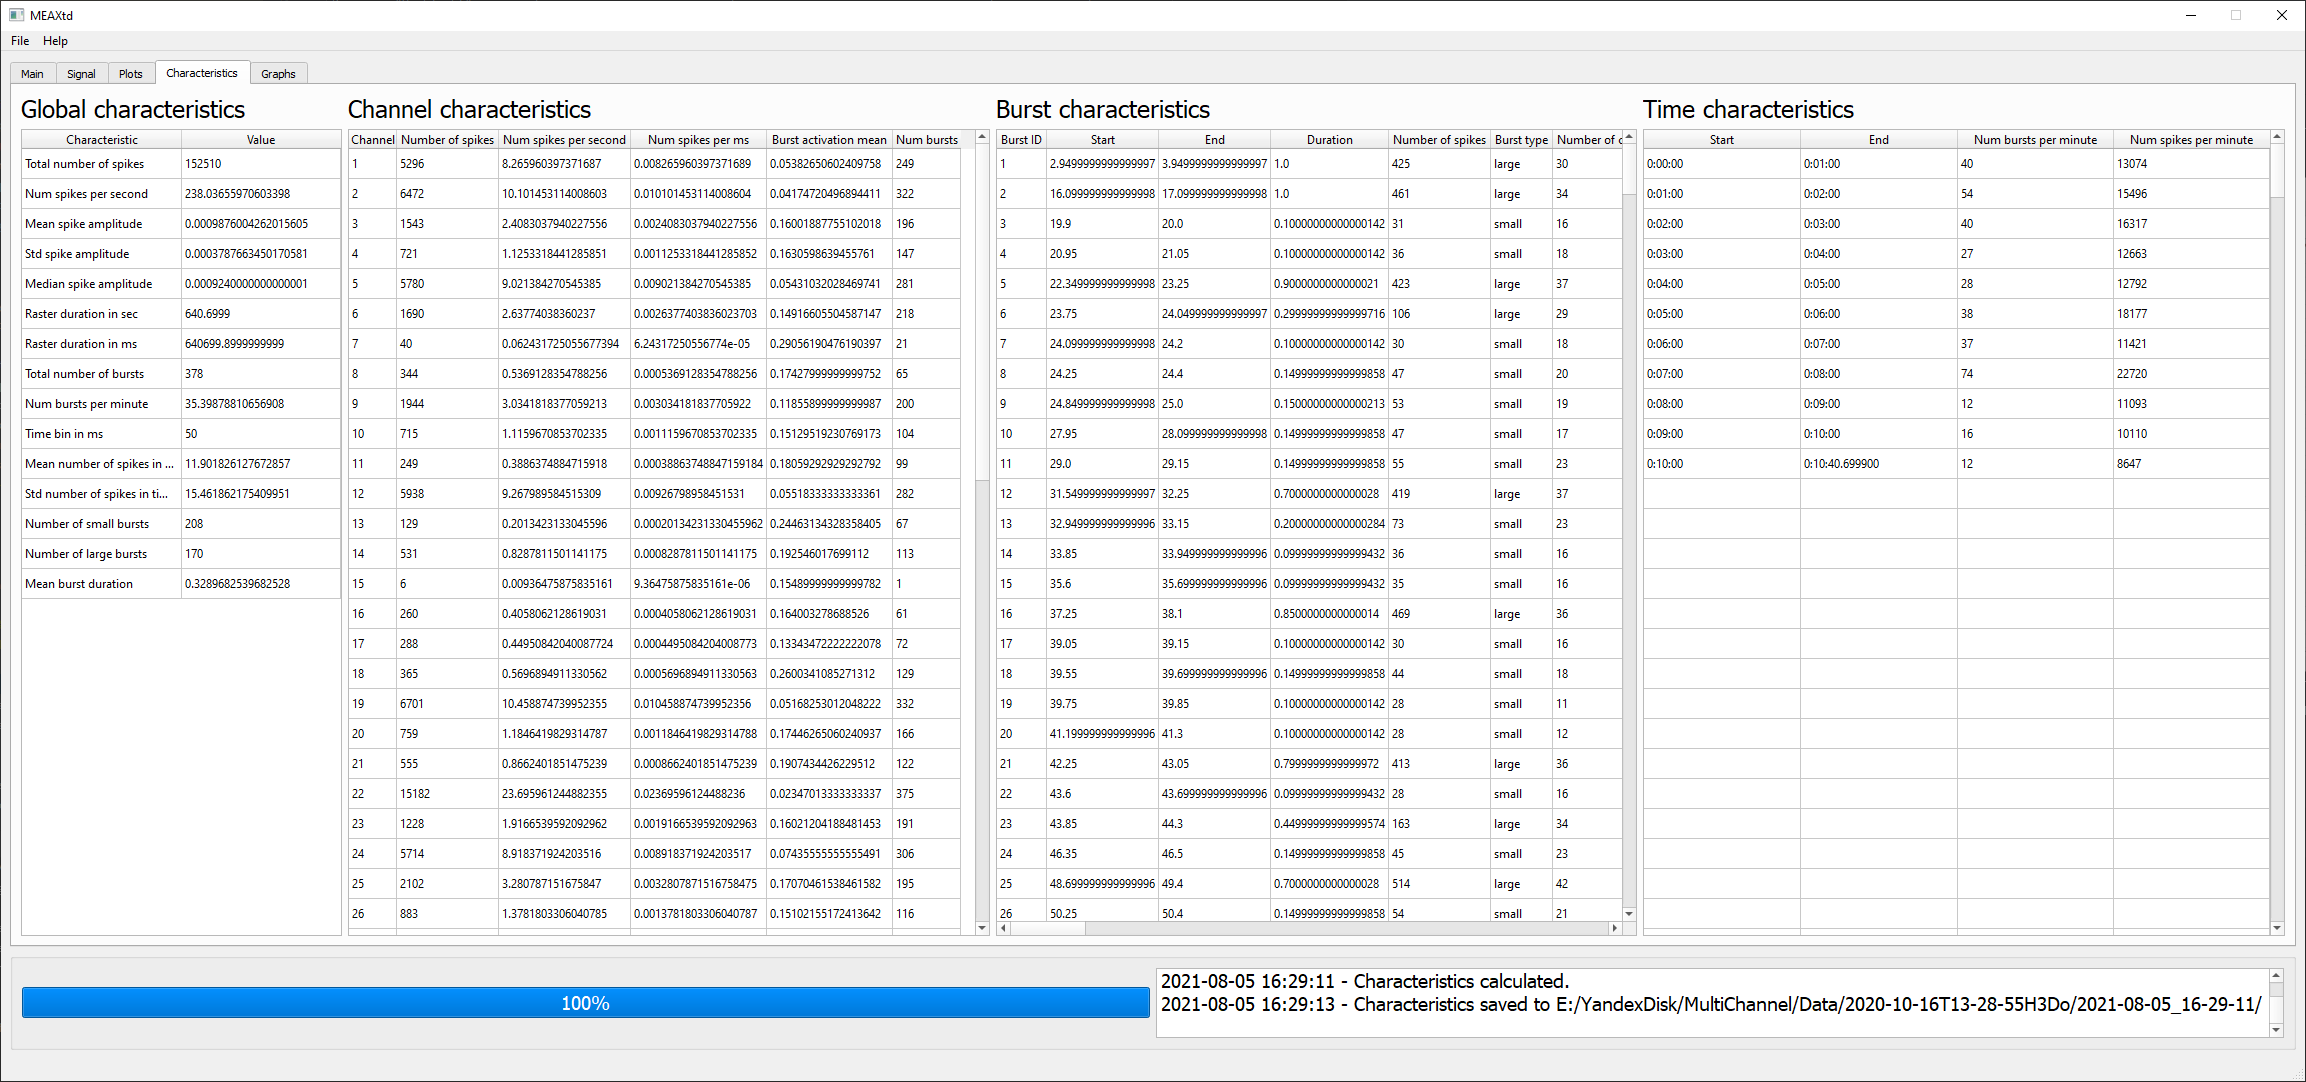 MEAXtd
File Help
Main Signal Plots Characteristics Graphs
Global characteristics
Characteristic Value
Total number of spikes 152510
Num spikes per second 238.03655970603398
Mean spike amplitude 0.0009876004262015605
Std spike amplitude 0.0003787663450170581
Median spike amplitude 0.0009240000000000001
Raster duration in sec 640.6999
Raster duration in ms 640699.8999999999
Total number of bursts 378
Num bursts per minute 35.39878810656908
Time bin in ms 50
Mean number of spikes in ... 11.901826127672857
Std number of spikes in ti... 15.461862175409951
Number of small bursts 208
Number of large bursts 170
Mean burst duration 0.3289682539682528
Channel characteristics
Channel Number of spikes Num spikes per second Num spikes per ms Burst activation mean Num bursts
1 5296 8.265960397371687 0.008265960397371689 0.05382650602409758 249
2 6472 10.101453114008603 0.010101453114008604 0.04174720496894411 322
3 1543 2.4083037940227556 0.0024083037940227556 0.16001887755102018 196
4 721 1.1253318441285851 0.0011253318441285852 0.1630598639455761 147
5 5780 9.021384270545385 0.009021384270545385 0.05431032028469741 281
6 1690 2.63774038360237 0.0026377403836023703 0.14916605504587147 218
7 40 0.062431725055677394 6.24317250556774e-05 0.29056190476190397 21
8 344 0.5369128354788256 0.0005369128354788256 0.17427999999999752 65
9 1944 3.0341818377059213 0.003034181837705922 0.11855899999999987 200
10 715 1.1159670853702335 0.0011159670853702335 0.15129519230769173 104
11 249 0.3886374884715918 0.00038863748847159184 0.18059292929292792 99
12 5938 9.267989584515309 0.00926798958451531 0.05518333333333361 282
13 129 0.2013423133045596 0.00020134231330455962 0.24463134328358405 67
14 531 0.8287811501141175 0.0008287811501141175 0.192546017699112 113
15 6 0.00936475875835161 9.36475875835161e-06 0.15489999999999782 1
16 260 0.4058062128619031 0.0004058062128619031 0.164003278688526 61
17 288 0.44950842040087724 0.0004495084204008773 0.13343472222222078 72
18 365 0.5696894911330562 0.0005696894911330563 0.2600341085271312 129
19 6701 10.458874739952355 0.010458874739952356 0.05168253012048222 332
20 759 1.1846419829314787 0.0011846419829314788 0.17446265060240937 166
21 555 0.8662401851475239 0.0008662401851475239 0.1907434426229512 122
22 15182 23.695961244882355 0.02369596124488236 0.02347013333333337 375
23 1228 1.9166539592092962 0.0019166539592092963 0.16021204188481453 191
24 5714 8.918371924203516 0.008918371924203517 0.07435555555555491 306
25 2102 3.280787151675847 0.0032807871516758475 0.17070461538461582 195
26 883 1.3781803306040785 0.0013781803306040787 0.15102155172413642 116
Burst characteristics
Burst ID Start End Duration Number of spikes Burst type Number of c
1 2.9499999999999997 3.9499999999999997 1.0 425 large 30
2 16.099999999999998 17.099999999999998 1.0 461 large 34
3 19.9 20.0 0.10000000000000142 31 small 16
4 20.95 21.05 0.10000000000000142 36 small 18
5 22.349999999999998 23.25 0.9000000000000021 423 large 37
6 23.75 24.049999999999997 0.29999999999999716 106 large 29
7 24.099999999999998 24.2 0.10000000000000142 30 small 18
8 24.25 24.4 0.14999999999999858 47 small 20
9 24.849999999999998 25.0 0.15000000000000213 53 small 19
10 27.95 28.099999999999998 0.14999999999999858 47 small 17
11 29.0 29.15 0.14999999999999858 55 small 23
12 31.549999999999997 32.25 0.7000000000000028 419 large 37
13 32.949999999999996 33.15 0.20000000000000284 73 small 23
14 33.85 33.949999999999996 0.09999999999999432 36 small 16
15 35.6 35.699999999999996 0.09999999999999432 35 small 16
16 37.25 38.1 0.8500000000000014 469 large 36
17 39.05 39.15 0.10000000000000142 30 small 16
18 39.55 39.699999999999996 0.14999999999999858 44 small 18
19 39.75 39.85 0.10000000000000142 28 small 11
20 41.199999999999996 41.3 0.10000000000000142 28 small 12
21 42.25 43.05 0.7999999999999972 413 large 36
22 43.6 43.699999999999996 0.09999999999999432 28 small 16
23 43.85 44.3 0.44999999999999574 163 large 34
24 46.35 46.5 0.14999999999999858 45 small 23
25 48.699999999999996 49.4 0.7000000000000028 514 large 42
26 50.25 50.4 0.14999999999999858 54 small 21
Time characteristics
Start End Num bursts per minute Num spikes per minute
0:00:00 0:01:00 40 13074
0:01:00 0:02:00 54 15496
0:02:00 0:03:00 40 16317
0:03:00 0:04:00 27 12663
0:04:00 0:05:00 28 12792
0:05:00 0:06:00 38 18177
0:06:00 0:07:00 37 11421
0:07:00 0:08:00 74 22720
0:08:00 0:09:00 12 11093
0:09:00 0:10:00 16 10110
0:10:00 0:10:40.699900 12 8647
100%
2021-08-05 16:29:11 - Characteristics calculated.
2021-08-05 16:29:13 - Characteristics saved to E:/YandexDisk/MultiChannel/Data/2020-10-16T13-28-55H3Do/2021-08-05_16-29-11/